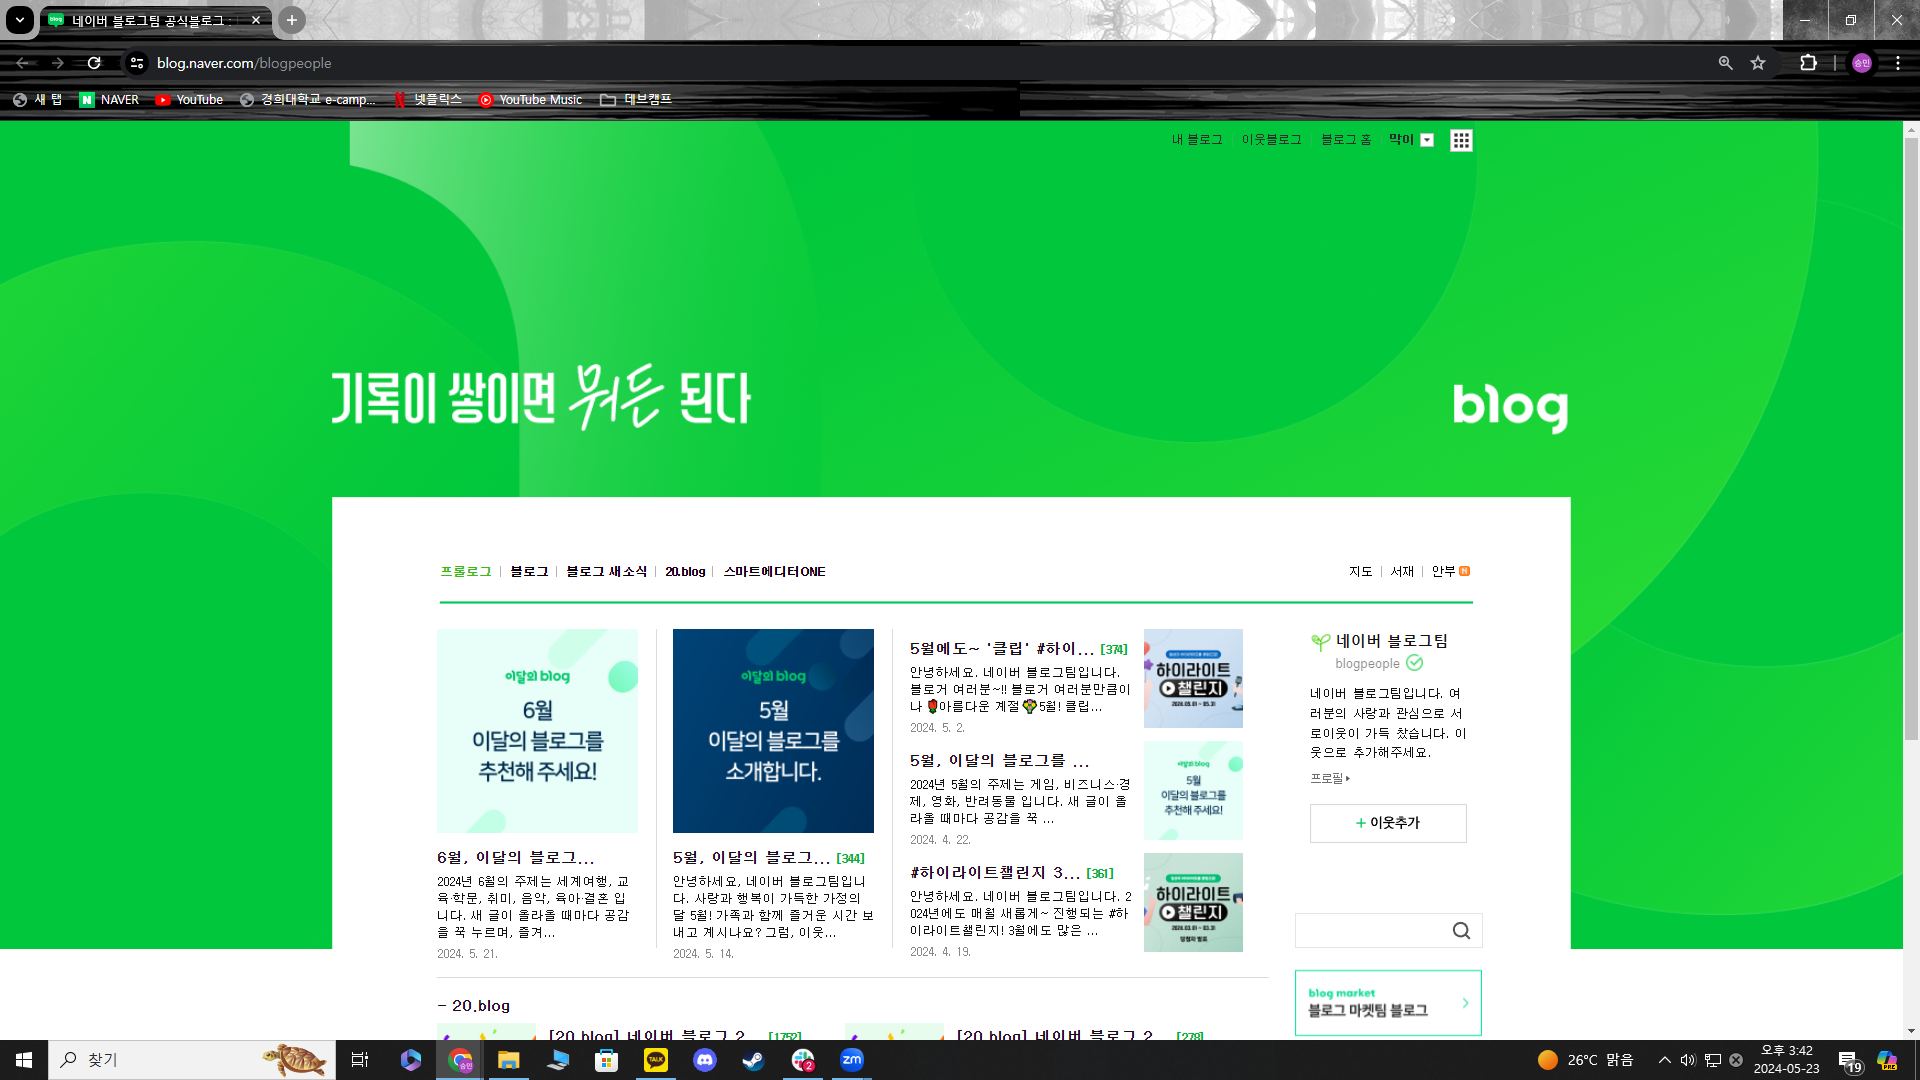 네이버 블로그팀 공식블로그 :
blog.naver.com/blogpeople
승민
새 탭
NAVER
YouTube
경희대학교 e-camp...
넷플릭스
YouTube Music
데브캠프
내 블로그
이웃블로그
블로그 홈
막이
기록이 쌓이면 뭐든 된다
blog
프롤로그
블로그
블로그 새소식
20.blog
스마트에디터ONE
지도
서재
안부
이달의 blog
6월
이달의 블로그를
추천해 주세요!
6월, 이달의 블로그...
2024년 6월의 주제는 세계여행, 교
육·학문, 취미, 음악, 육아·결혼 입
니다. 새 글이 올라올 때마다 공감
을 꾹 누르며, 즐겨...
2024. 5. 21.
이달의 blog
5월
이달의 블로그를
소개합니다.
5월, 이달의 블로그... [344]
안녕하세요, 네이버 블로그팀입니
다. 사랑과 행복이 가득한 가정의
달 5월! 가족과 함께 즐거운 시간 보
내고 계시나요? 그럼, 이웃...
2024. 5. 14.
5월에도~ '클립' #하이... [374]
안녕하세요. 네이버 블로그팀입니다.
블로거 여러분~!! 블로거 여러분만큼이
나 🌹아름다운 계절💐5월! 클립...
2024. 5. 2.
하이라이트
챌린지
2024.05.01 ~ 05.31
5월, 이달의 블로그를 ...
2024년 5월의 주제는 게임, 비즈니스·경
제, 영화, 반려동물 입니다. 새 글이 올
라올 때마다 공감을 꾹 ...
2024. 4. 22.
이달의 blog
5월
이달의 블로그를
추천해 주세요!
#하이라이트챌린지 3... [361]
안녕하세요. 네이버 블로그팀입니다. 2
024년에도 매월 새롭게~ 진행되는 #하
이라이트챌린지! 3월에도 많은 ...
2024. 4. 19.
하이라이트
챌린지
2024.03.01 ~ 03.31
당첨자 발표
네이버 블로그팀
blogpeople
네이버 블로그팀입니다. 여
러분의 사랑과 관심으로 서
로이웃이 가득 찼습니다. 이
웃으로 추가해주세요.
프로필
+ 이웃추가
blog market
블로그 마켓팀 블로그
- 20.blog
[20.blog] 네이버 블로그 2... [1752]
[20.blog] 네이버 블로그 2... [278]
찾기
승민
TALK
2
zm
26°C 맑음
오후 3:42
2024-05-23
19
PRE